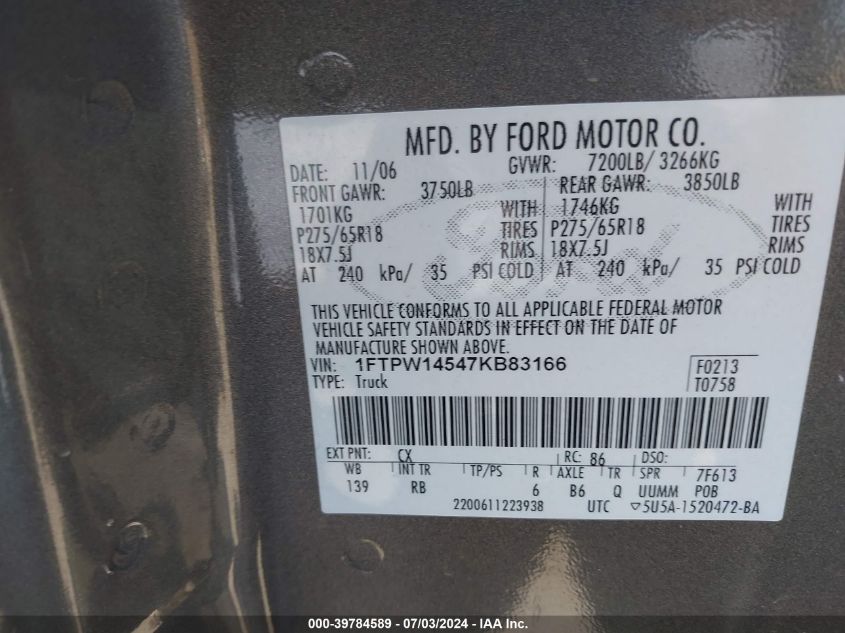 MFD. BY FORD MOTOR CO.
DATE: 11/06 GVWR: 7200LB/ 3266KG
FRONT GAWR: 3750LB REAR GAWR: 3850LB
1701KG WITH 1746KG WITH
P275/65R18 TIRES P275/65R18 TIRES
18X7.5J RIMS 18X7.5J RIMS
AT 240 kPa/ 35 PSI COLD AT 240 kPa/ 35 PSI COLD
Ford
THIS VEHICLE CONFORMS TO ALL APPLICABLE FEDERAL MOTOR
VEHICLE SAFETY STANDARDS IN EFFECT ON THE DATE OF
MANUFACTURE SHOWN ABOVE.
VIN: 1FTPW14547KB83166 F0213
TYPE: Truck T0758
EXT PNT: CX RC: 86 DSO:
WB INT TR TP/PS R AXLE TR SPR 7F613
139 RB 6 B6 Q UUMM POB
2200611223938 UTC ▽5U5A-1520472-BA
000-39784589 - 07/03/2024 - IAA Inc.